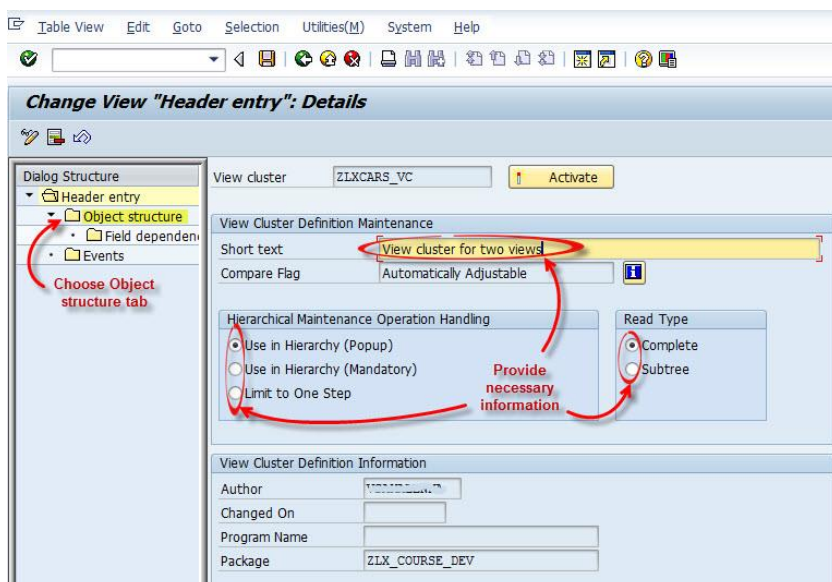 Table View Edit Goto Selection Utilities(M) System Help
Change View "Header entry": Details
Dialog Structure
Header entry
Object structure
Field dependen
Events
Choose Object
structure tab
View cluster ZLXCARS_VC Activate
View Cluster Definition Maintenance
Short text View cluster for two views
Compare Flag Automatically Adjustable
Hierarchical Maintenance Operation Handling
Use in Hierarchy (Popup)
Use in Hierarchy (Mandatory)
Limit to One Step
Read Type
Complete
Subtree
Provide
necessary
information
View Cluster Definition Information
Author
Changed On
Program Name
Package ZLX_COURSE_DEV